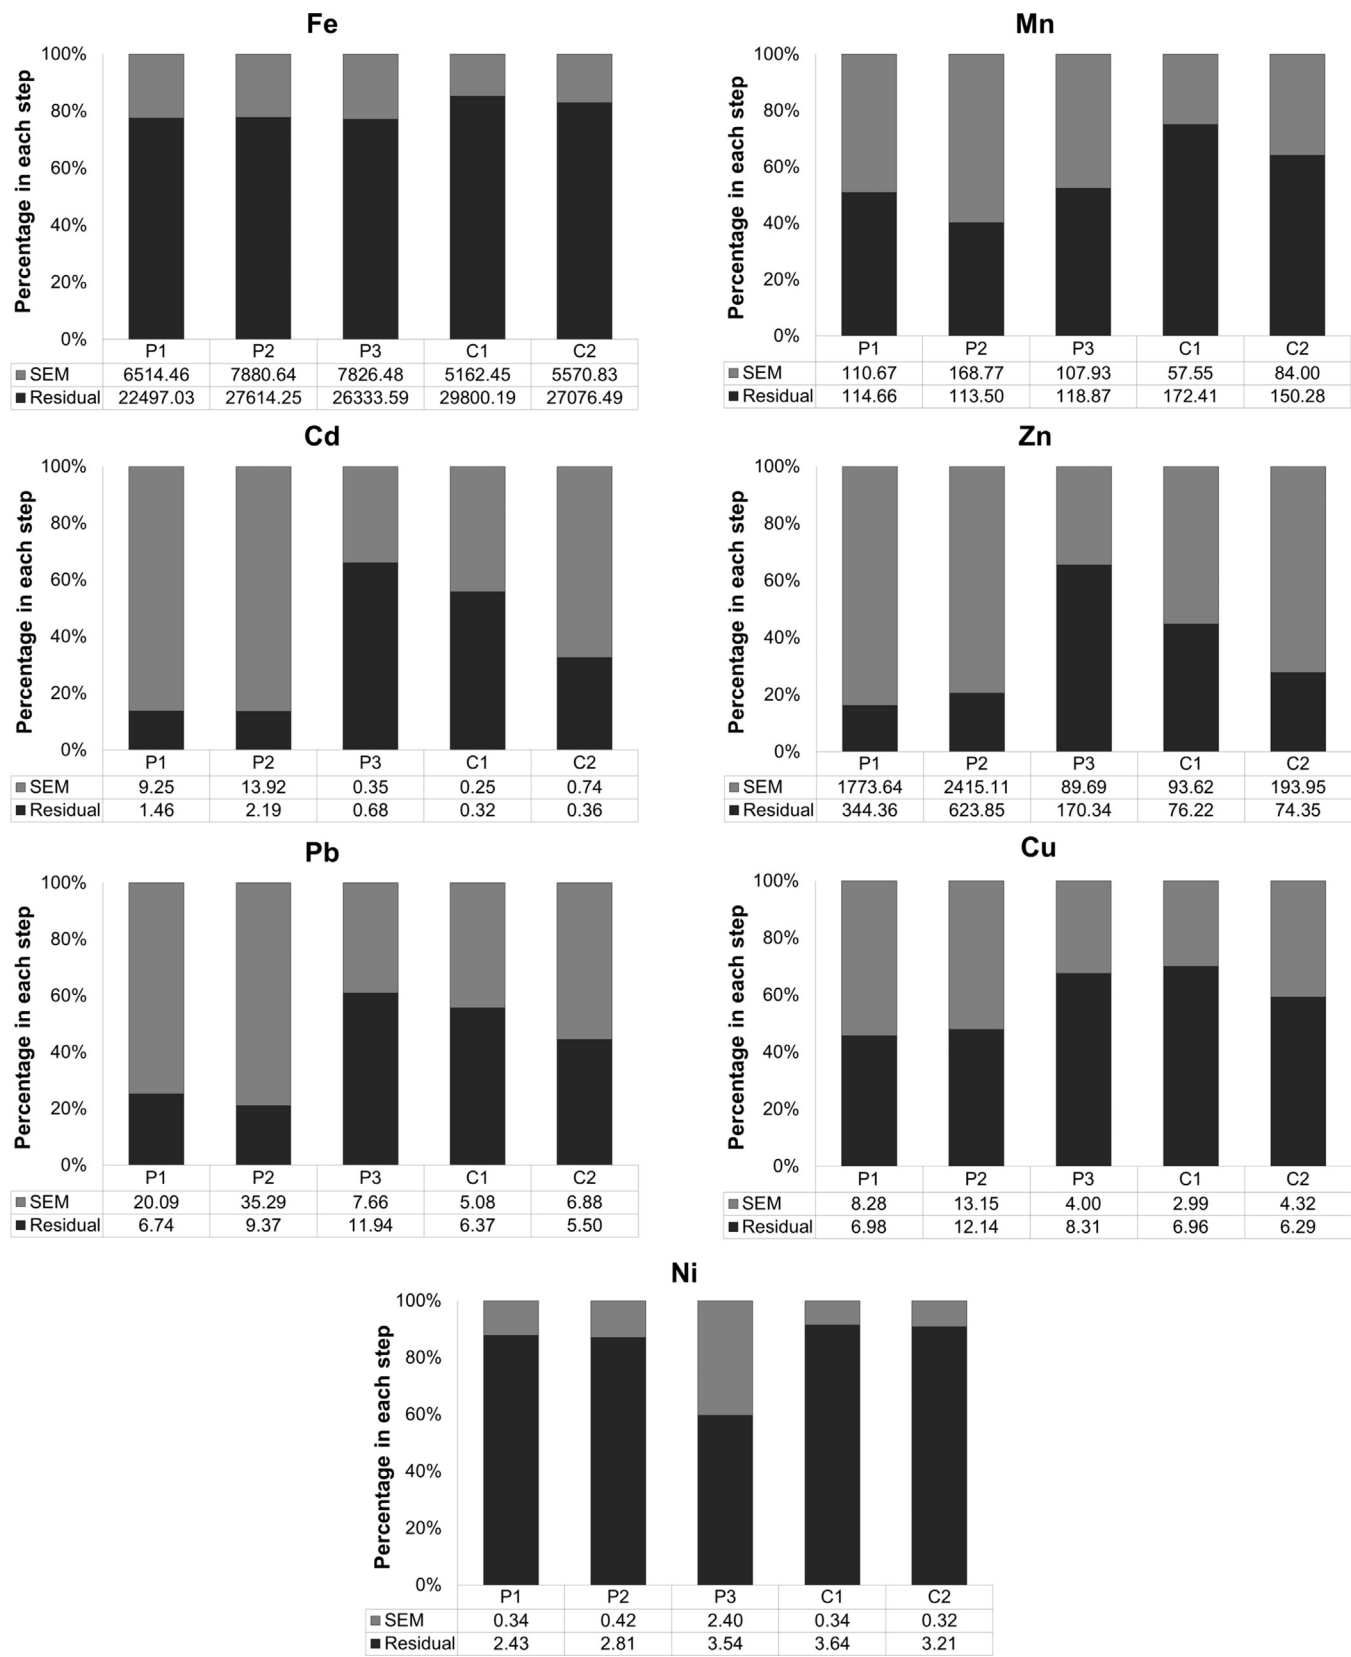 Fe
Percentage in each step
100%
80%
60%
40%
20%
0%
P1 P2 P3 C1 C2
SEM 6514.46 7880.64 7826.48 5162.45 5570.83
Residual 22497.03 27614.25 26333.59 29800.19 27076.49
Mn
Percentage in each step
100%
80%
60%
40%
20%
0%
P1 P2 P3 C1 C2
SEM 110.67 168.77 107.93 57.55 84.00
Residual 114.66 113.50 118.87 172.41 150.28
Cd
Percentage in each step
100%
80%
60%
40%
20%
0%
P1 P2 P3 C1 C2
SEM 9.25 13.92 0.35 0.25 0.74
Residual 1.46 2.19 0.68 0.32 0.36
Zn
Percentage in each step
100%
80%
60%
40%
20%
0%
P1 P2 P3 C1 C2
SEM 1773.64 2415.11 89.69 93.62 193.95
Residual 344.36 623.85 170.34 76.22 74.35
Pb
Percentage in each step
100%
80%
60%
40%
20%
0%
P1 P2 P3 C1 C2
SEM 20.09 35.29 7.66 5.08 6.88
Residual 6.74 9.37 11.94 6.37 5.50
Cu
Percentage in each step
100%
80%
60%
40%
20%
0%
P1 P2 P3 C1 C2
SEM 8.28 13.15 4.00 2.99 4.32
Residual 6.98 12.14 8.31 6.96 6.29
Ni
Percentage in each step
100%
80%
60%
40%
20%
0%
P1 P2 P3 C1 C2
SEM 0.34 0.42 2.40 0.34 0.32
Residual 2.43 2.81 3.54 3.64 3.21